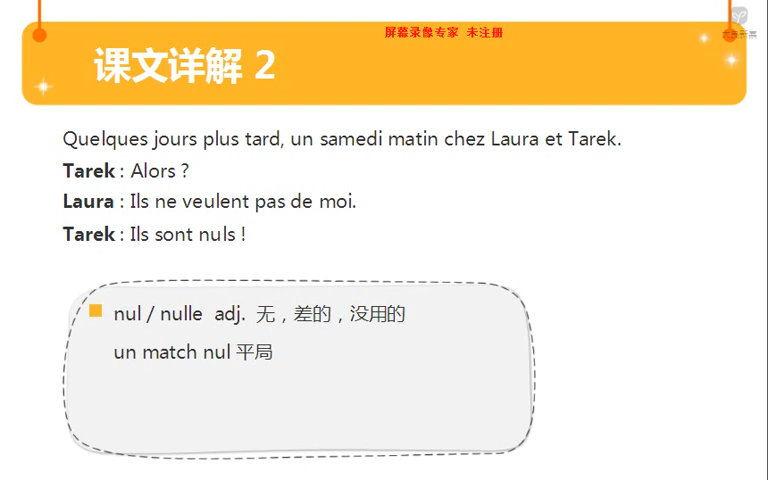 屏幕录像专家 未注册
课文详解 2
Quelques jours plus tard, un samedi matin chez Laura et Tarek.
Tarek : Alors ?
Laura : Ils ne veulent pas de moi.
Tarek : Ils sont nuls !
nul / nulle adj. 无，差的，没用的
un match nul 平局